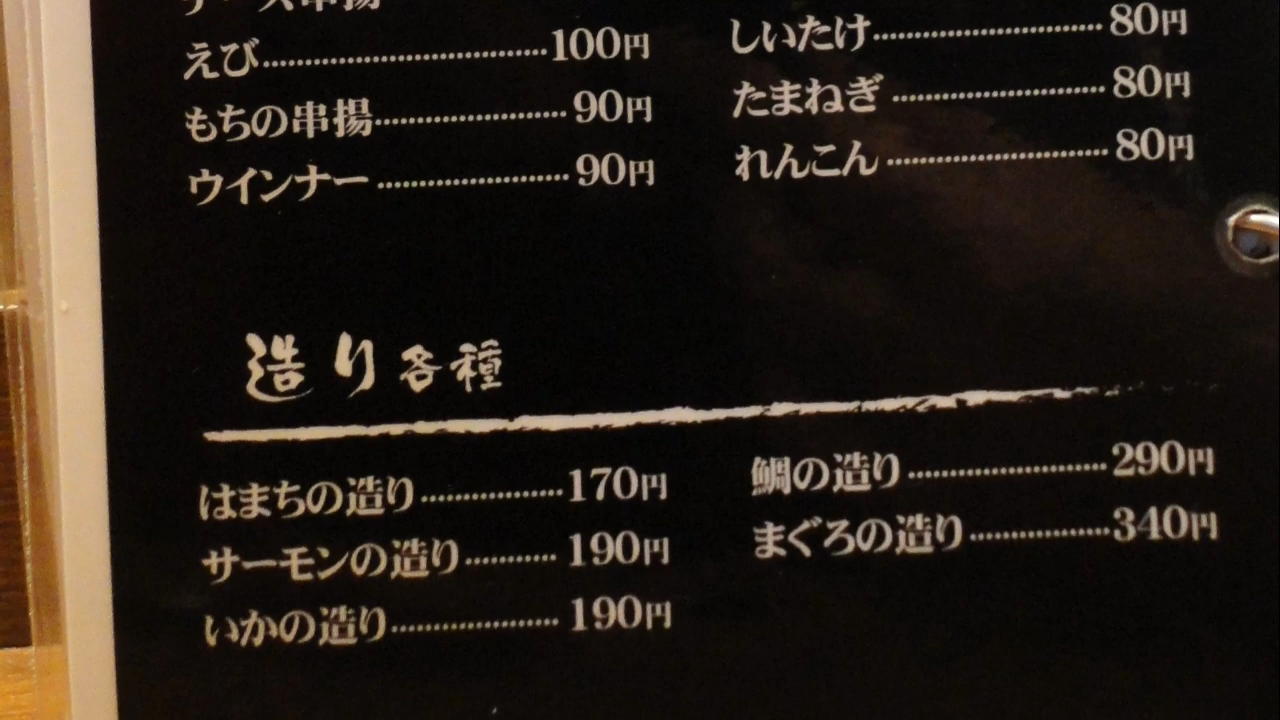 チーズ串揚
えび 100円
もちの串揚 90円
ウインナー 90円
しいたけ 80円
たまねぎ 80円
れんこん 80円
造り各種
はまちの造り 170円
サーモンの造り 190円
いかの造り 190円
鯛の造り 290円
まぐろの造り 340円